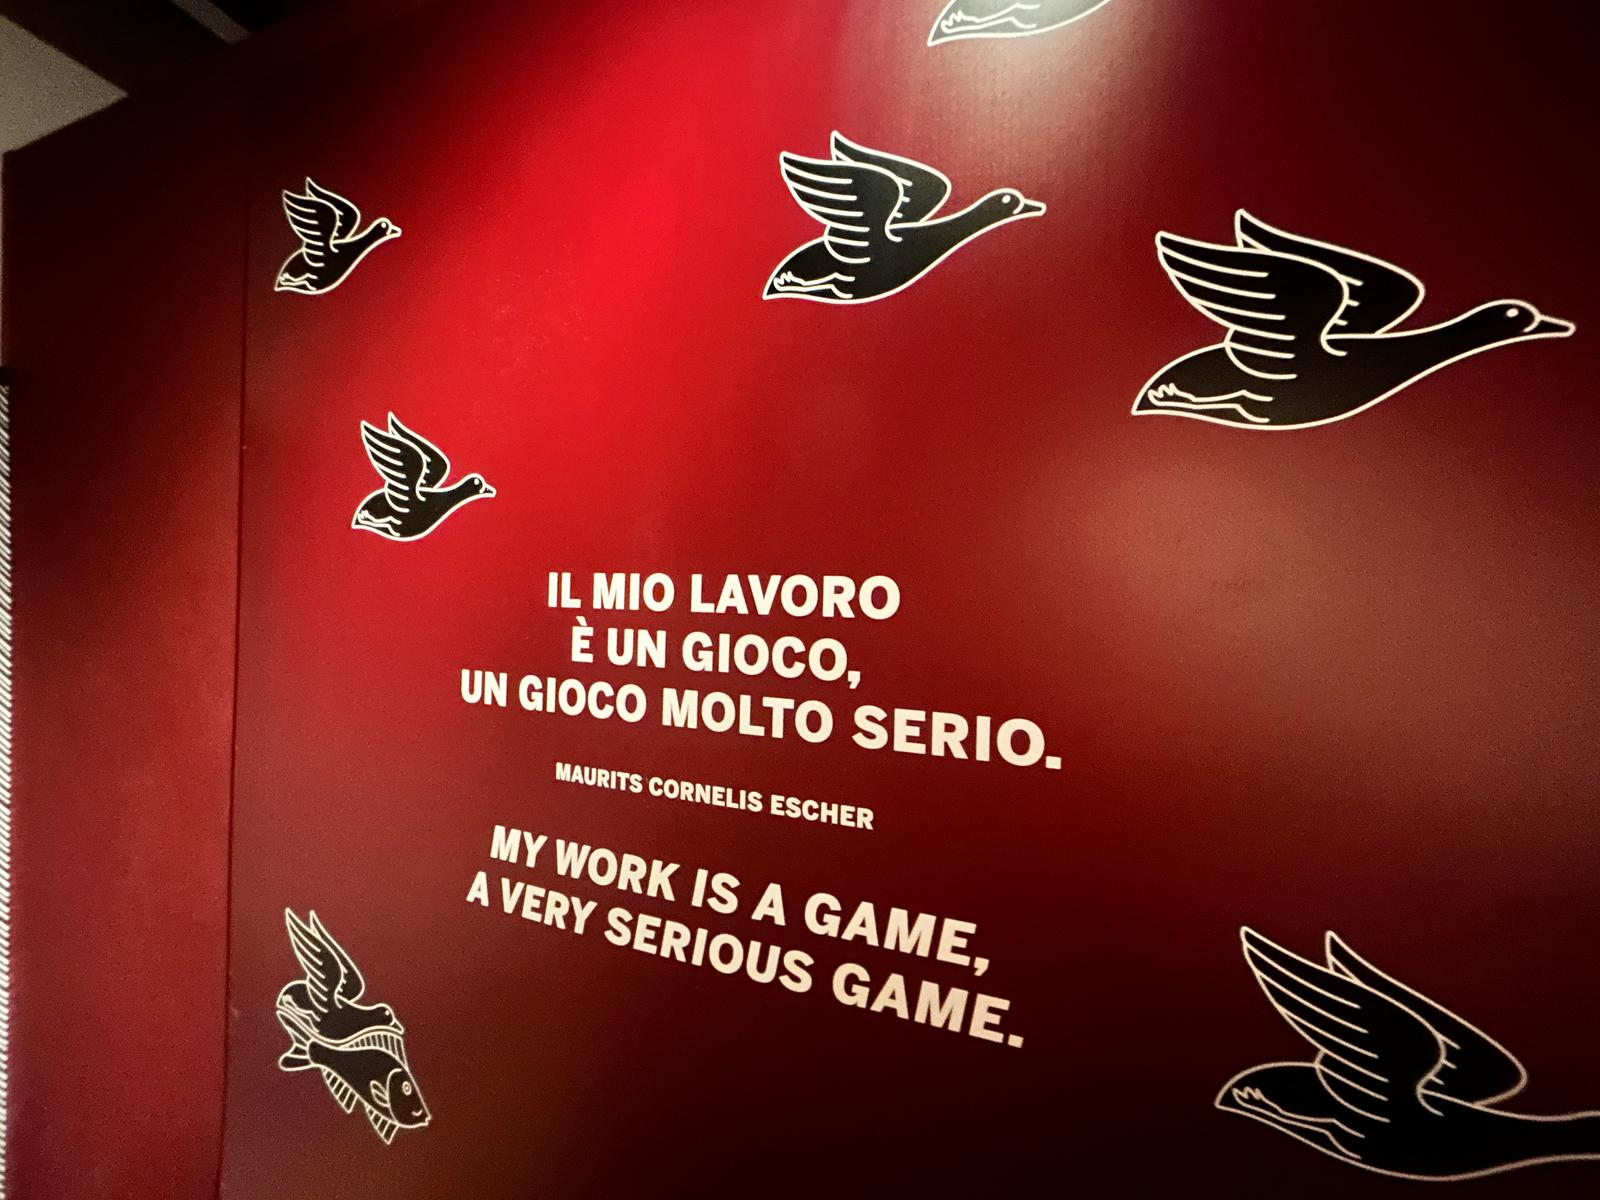 IL MIO LAVORO
È UN GIOCO,
UN GIOCO MOLTO SERIO.
MAURITS CORNELIS ESCHER
MY WORK IS A GAME,
A VERY SERIOUS GAME.